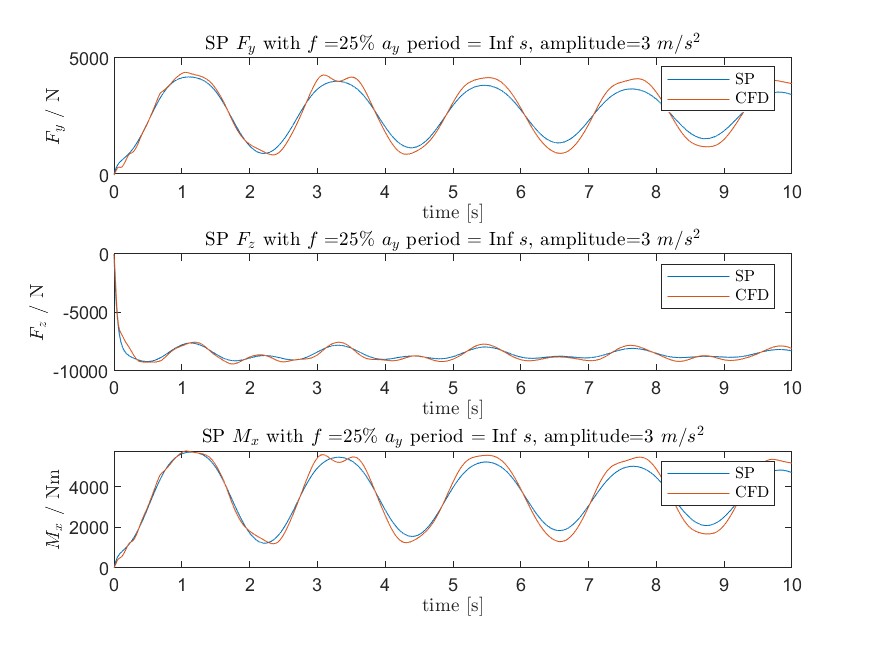 SP F_y with f =25% a_y period = Inf s, amplitude=3 m/s²
5000
0
F_y / N
SP
CFD
0 1 2 3 4 5 6 7 8 9 10
time [s]
SP F_z with f =25% a_y period = Inf s, amplitude=3 m/s²
0
-5000
-10000
F_z / N
SP
CFD
0 1 2 3 4 5 6 7 8 9 10
time [s]
SP M_x with f =25% a_y period = Inf s, amplitude=3 m/s²
4000
2000
0
M_x / Nm
SP
CFD
0 1 2 3 4 5 6 7 8 9 10
time [s]